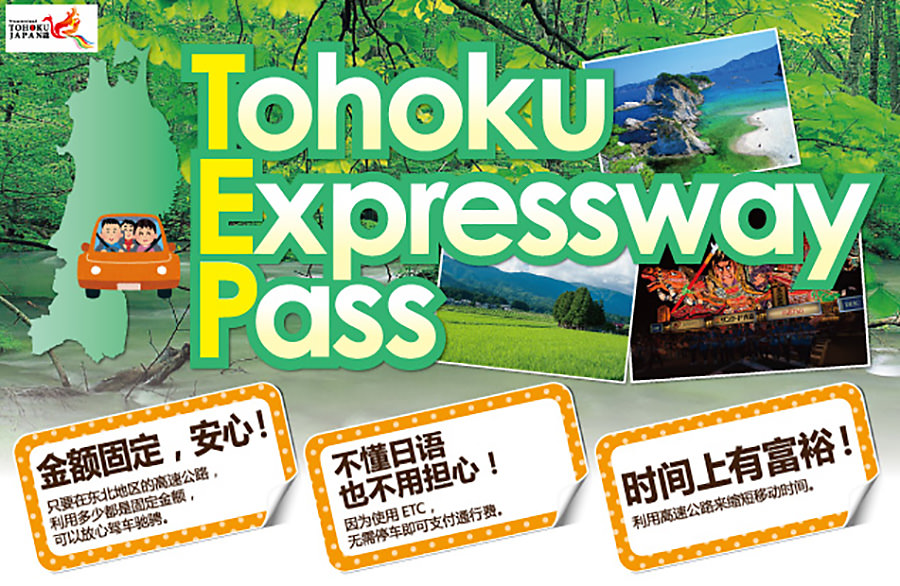 TOHOKU
JAPAN
Tohoku
Expressway
Pass
金额固定，安心！
只要在东北地区的高速公路，
利用多少都是固定金额，
可以放心驾车驰骋。
不懂日语
也不用担心！
因为使用 ETC，
无需停车即可支付通行费。
时间上有富裕！
利用高速公路来缩短移动时间。